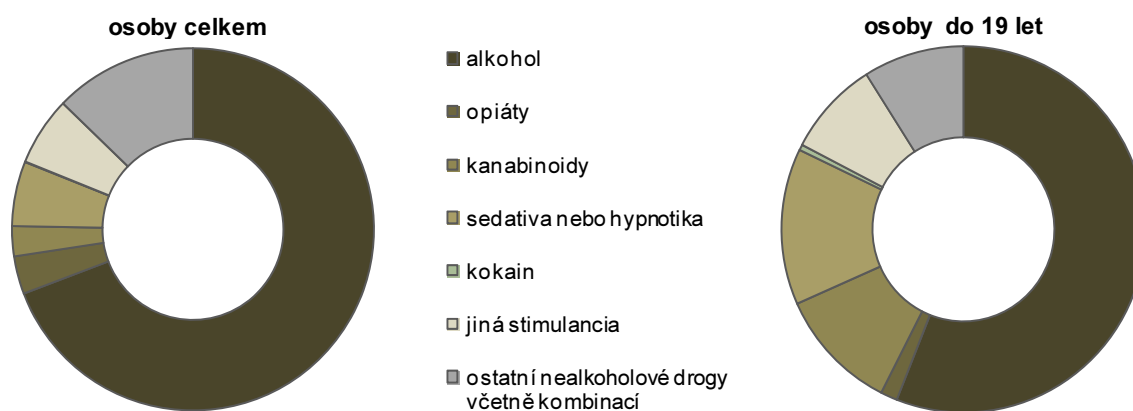 osoby celkem
alkohol
opiáty
kanabinoidy
sedativa nebo hypnotika
kokain
jiná stimulancia
ostatní nealkoholové drogy
včetně kombinací
osoby do 19 let